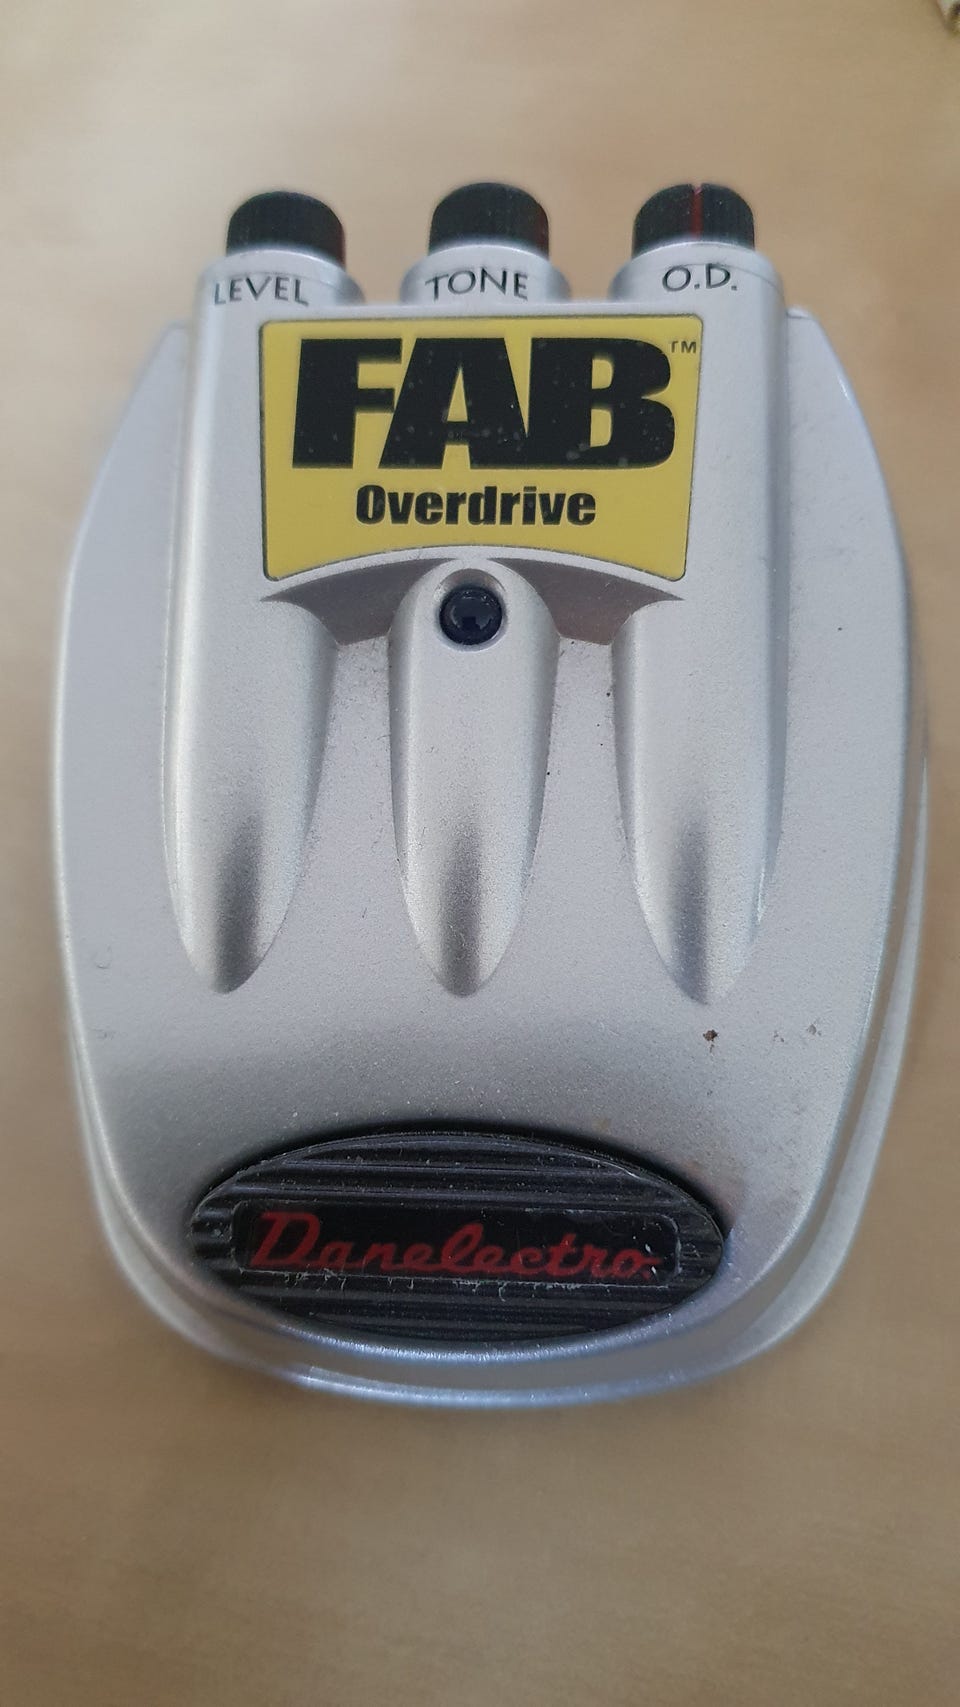 LEVEL TONE O.D.
FAB™
Overdrive
Danelectro